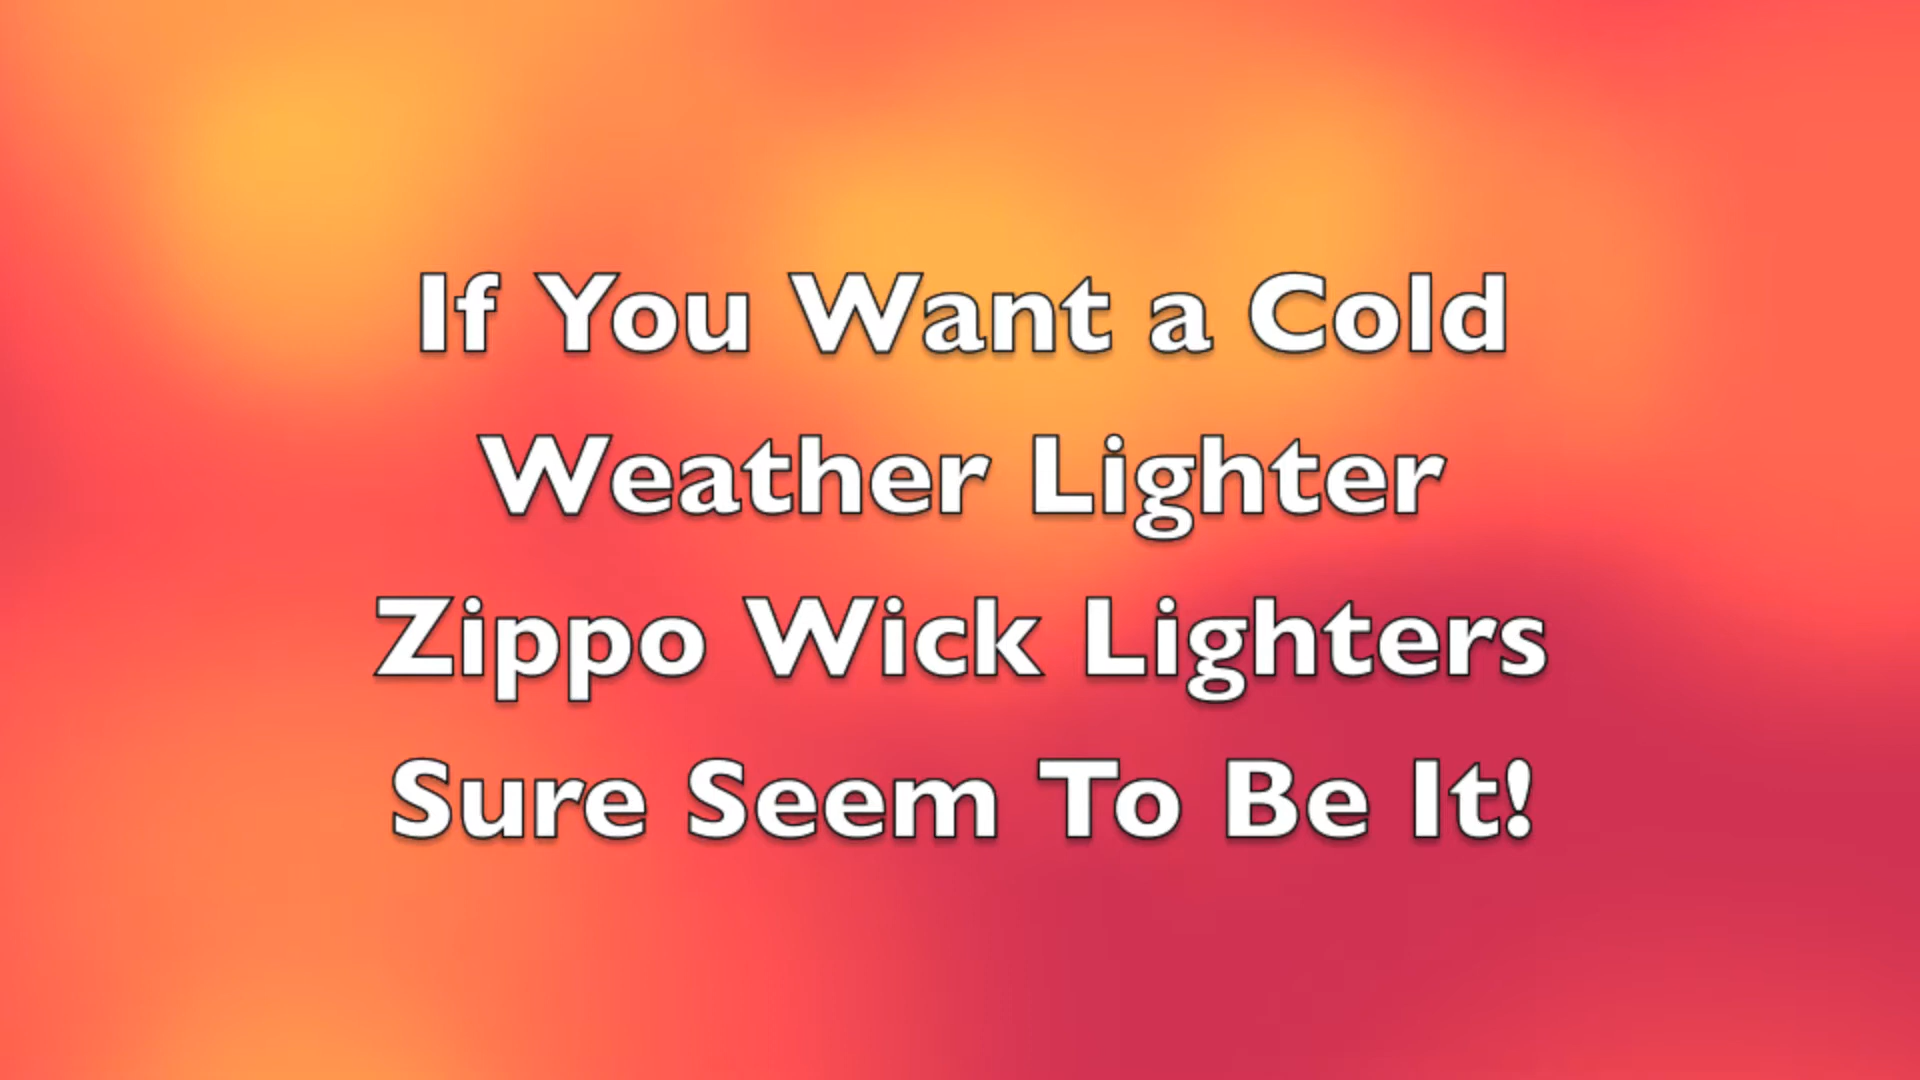 If You Want a Cold
Weather Lighter
Zippo Wick Lighters
Sure Seem To Be It!